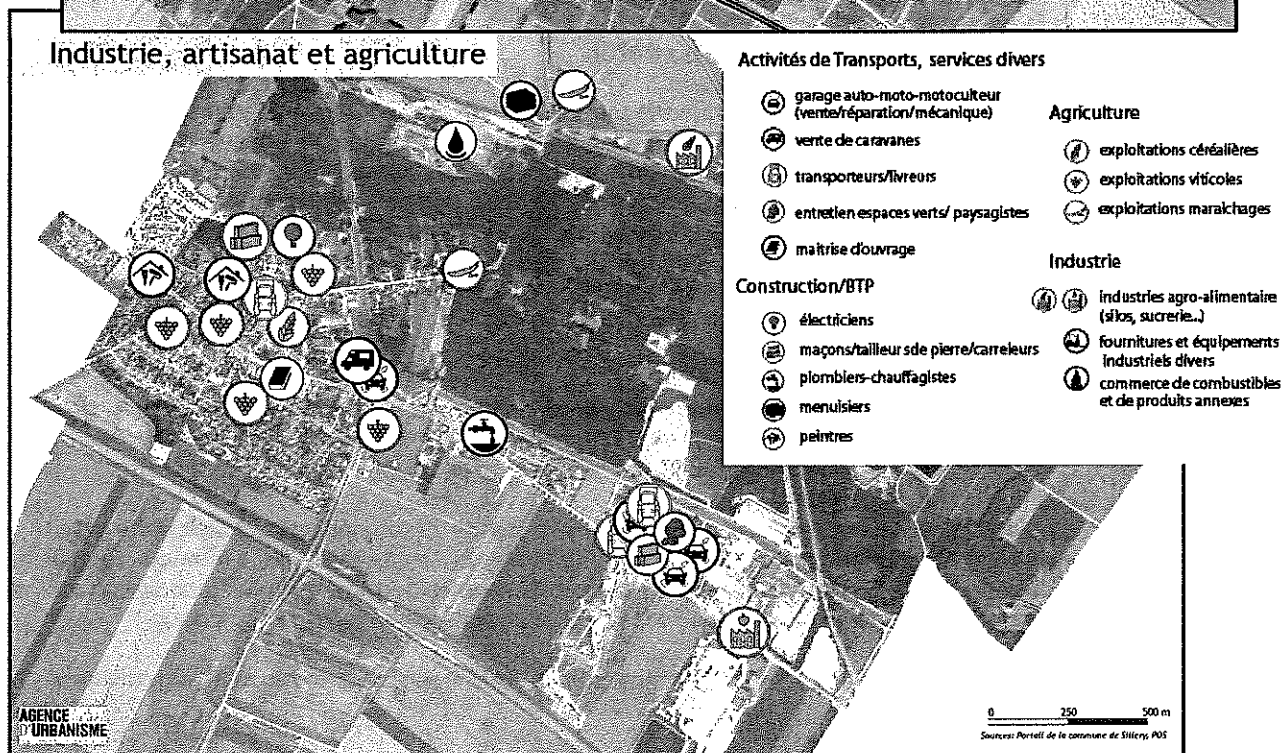 Industrie, artisanat et agriculture
Activités de Transports, services divers
garage auto-moto-motoculteur
(vente/réparation/mécanique)
vente de caravanes
transporteurs/livreurs
entretien espaces verts/ paysagistes
maîtrise d'ouvrage
Construction/BTP
électriciens
maçons/tailleur sde pierre/carreleurs
plombiers-chauffagistes
menuisiers
peintres
Agriculture
exploitations céréalières
exploitations viticoles
exploitations maraîchages
Industrie
industries agro-alimentaire
(silos, sucrerie...)
fournitures et équipements
industriels divers
commerce de combustibles
et de produits annexes
AGENCE
D'URBANISME
0 250 500 m
Sources: Portail de la commune de Sillery, POS